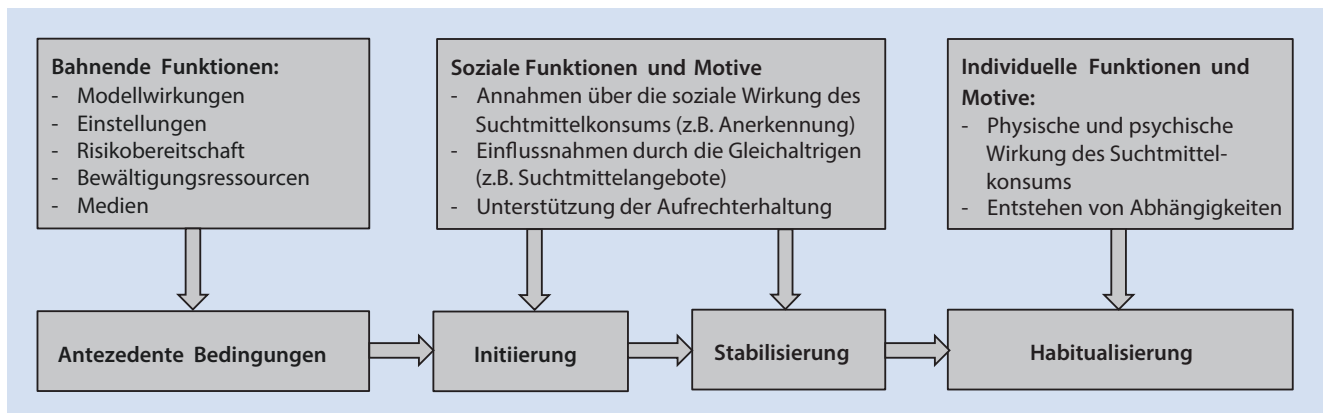 Bahnende Funktionen:
- Modellwirkungen
- Einstellungen
- Risikobereitschaft
- Bewältigungsressourcen
- Medien
Soziale Funktionen und Motive
- Annahmen über die soziale Wirkung des
Suchtmittelkonsums (z.B. Anerkennung)
- Einflussnahmen durch die Gleichaltrigen
(z.B. Suchtmittelangebote)
- Unterstützung der Aufrechterhaltung
Individuelle Funktionen und
Motive:
- Physische und psychische
Wirkung des Suchtmittel-
konsums
- Entstehen von Abhängigkeiten
Antezedente Bedingungen
Initiierung
Stabilisierung
Habitualisierung